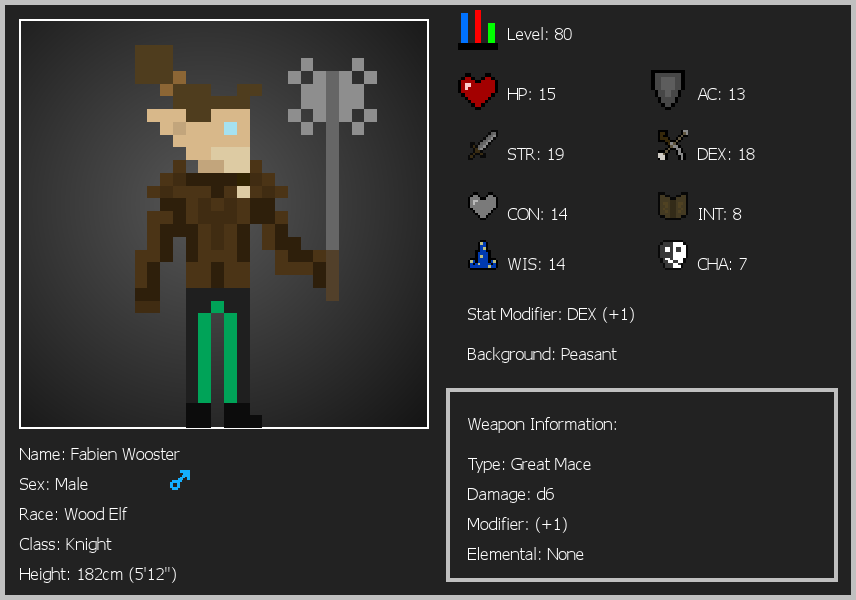 Level: 80
HP: 15
AC: 13
STR: 19
DEX: 18
CON: 14
INT: 8
WIS: 14
CHA: 7
Stat Modifier: DEX (+1)
Background: Peasant
Weapon Information:
Type: Great Mace
Damage: d6
Modifier: (+1)
Elemental: None
Name: Fabien Wooster
Sex: Male
Race: Wood Elf
Class: Knight
Height: 182cm (5'12")